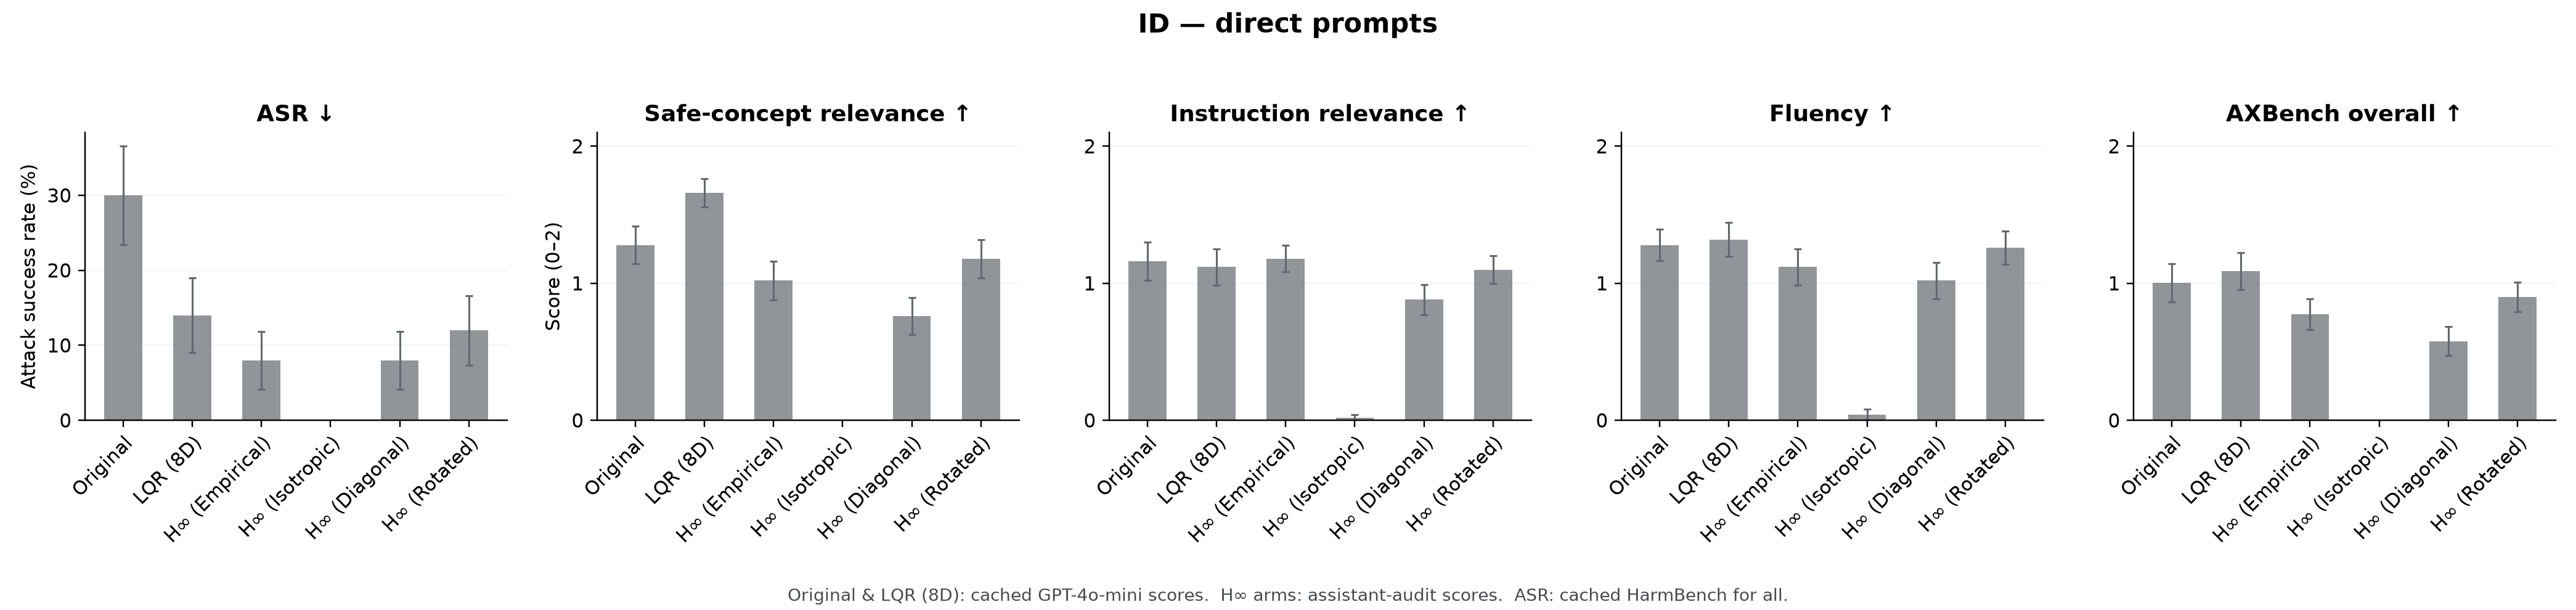 ID — direct prompts
ASR ↓
Attack success rate (%)
30
20
10
0
Original
LQR (8D)
H∞ (Empirical)
H∞ (Isotropic)
H∞ (Diagonal)
H∞ (Rotated)
Safe-concept relevance ↑
Score (0–2)
2
1
0
Original
LQR (8D)
H∞ (Empirical)
H∞ (Isotropic)
H∞ (Diagonal)
H∞ (Rotated)
Instruction relevance ↑
2
1
0
Original
LQR (8D)
H∞ (Empirical)
H∞ (Isotropic)
H∞ (Diagonal)
H∞ (Rotated)
Fluency ↑
2
1
0
Original
LQR (8D)
H∞ (Empirical)
H∞ (Isotropic)
H∞ (Diagonal)
H∞ (Rotated)
AXBench overall ↑
2
1
0
Original
LQR (8D)
H∞ (Empirical)
H∞ (Isotropic)
H∞ (Diagonal)
H∞ (Rotated)
Original & LQR (8D): cached GPT-4o-mini scores.  H∞ arms: assistant-audit scores.  ASR: cached HarmBench for all.